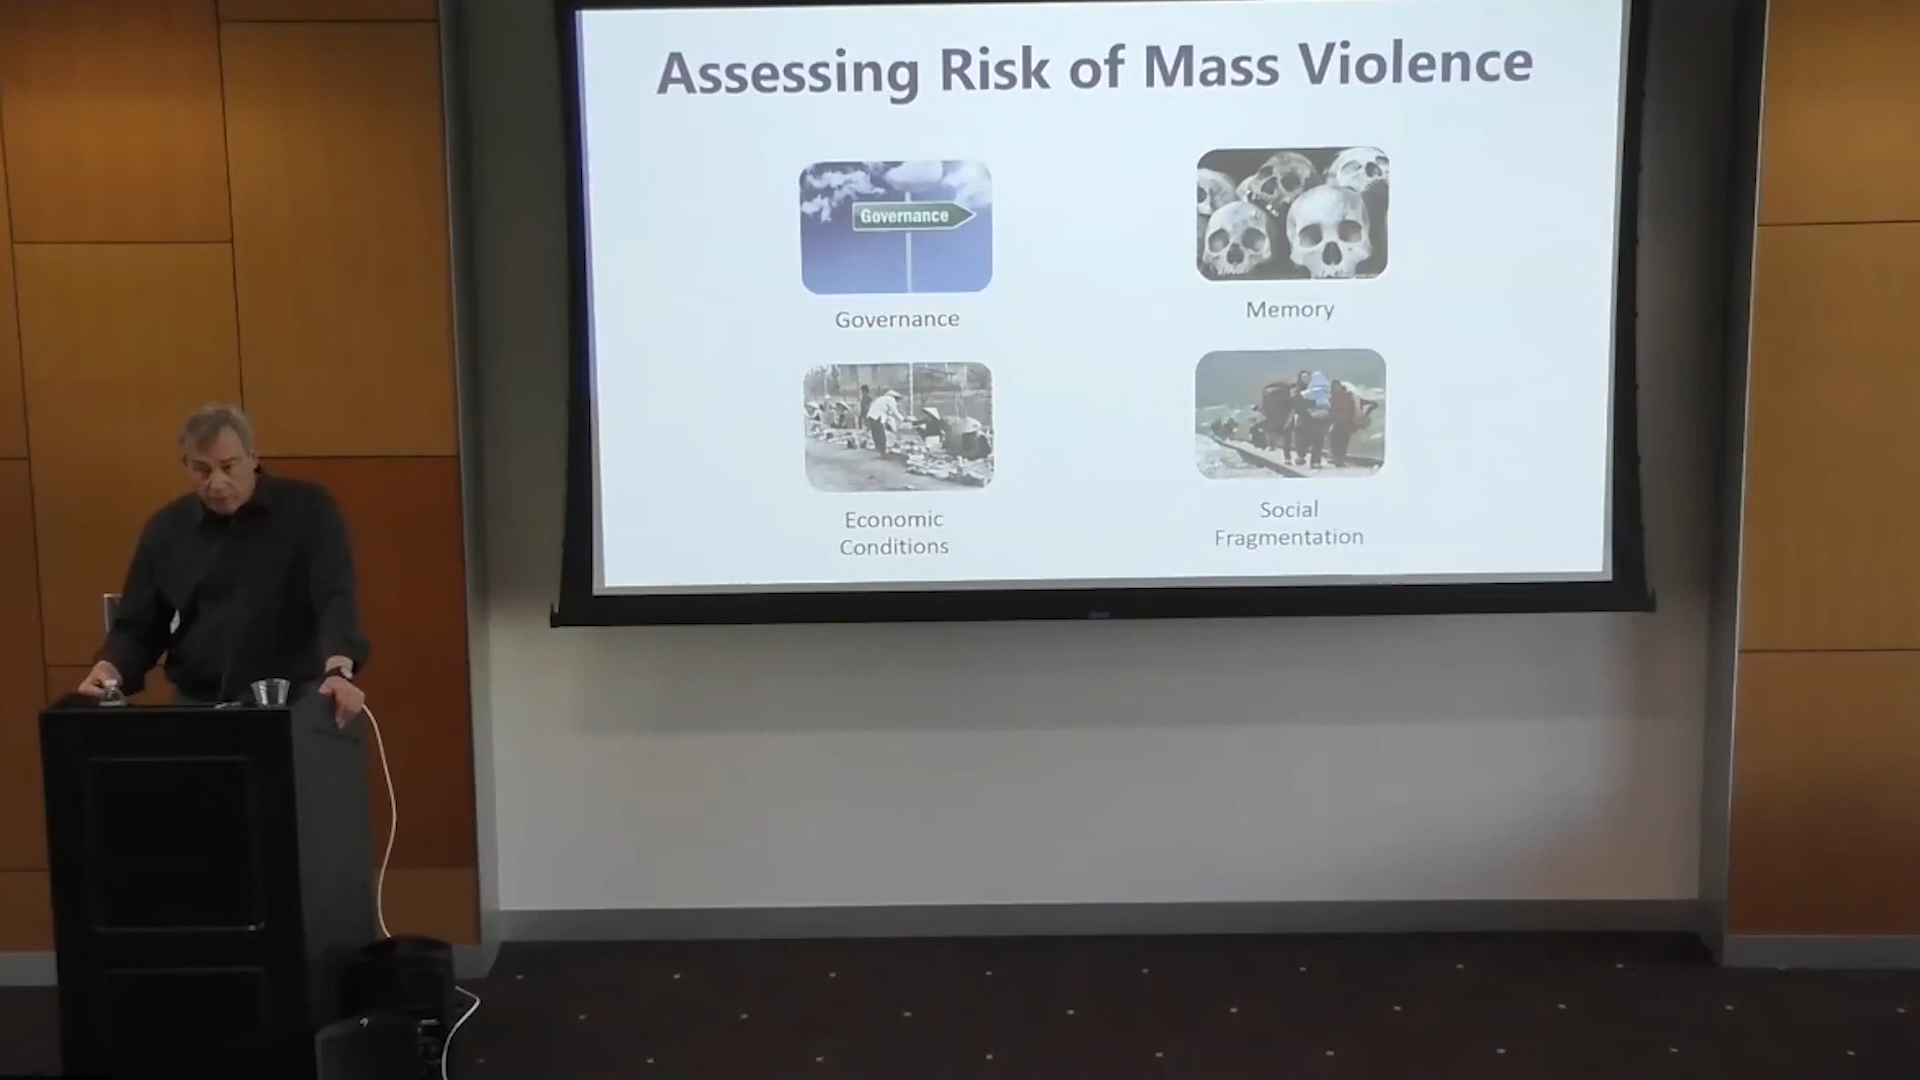 Assessing Risk of Mass Violence
Governance
Governance
Memory
Economic
Conditions
Social
Fragmentation